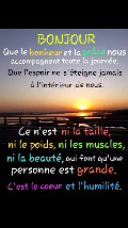 BONJOUR
Que le bonheur et la grâce nous
accompagnent toute la journée.
Que l'espoir ne s'éteigne jamais
à l'intérieur de nous.
Ce n'est ni la taille,
ni le poids, ni les muscles,
ni la beauté, qui font qu'une
personne est grande.
C'est le coeur et l'humilité.